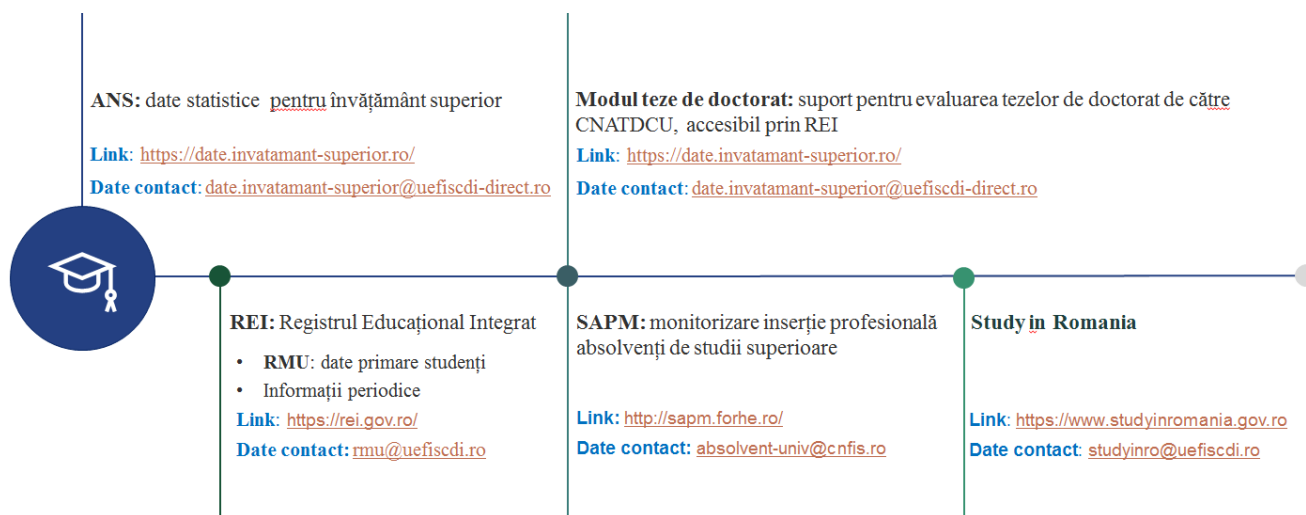 ANS: date statistice pentru învățământ superior
Link: https://date.invatamant-superior.ro/
Date contact: date.invatamant-superior@uefiscdi-direct.ro
Modul teze de doctorat: suport pentru evaluarea tezelor de doctorat de către
CNATDCU, accesibil prin REI
Link: https://date.invatamant-superior.ro/
Date contact: date.invatamant-superior@uefiscdi-direct.ro
REI: Registrul Educațional Integrat
• RMU: date primare studenți
• Informații periodice
Link: https://rei.gov.ro/
Date contact: rmu@uefiscdi.ro
SAPM: monitorizare inserție profesională
absolvenți de studii superioare
Link: http://sapm.forhe.ro/
Date contact: absolvent-univ@cnfis.ro
Study in Romania
Link: https://www.studyinromania.gov.ro
Date contact: studyinro@uefiscdi.ro